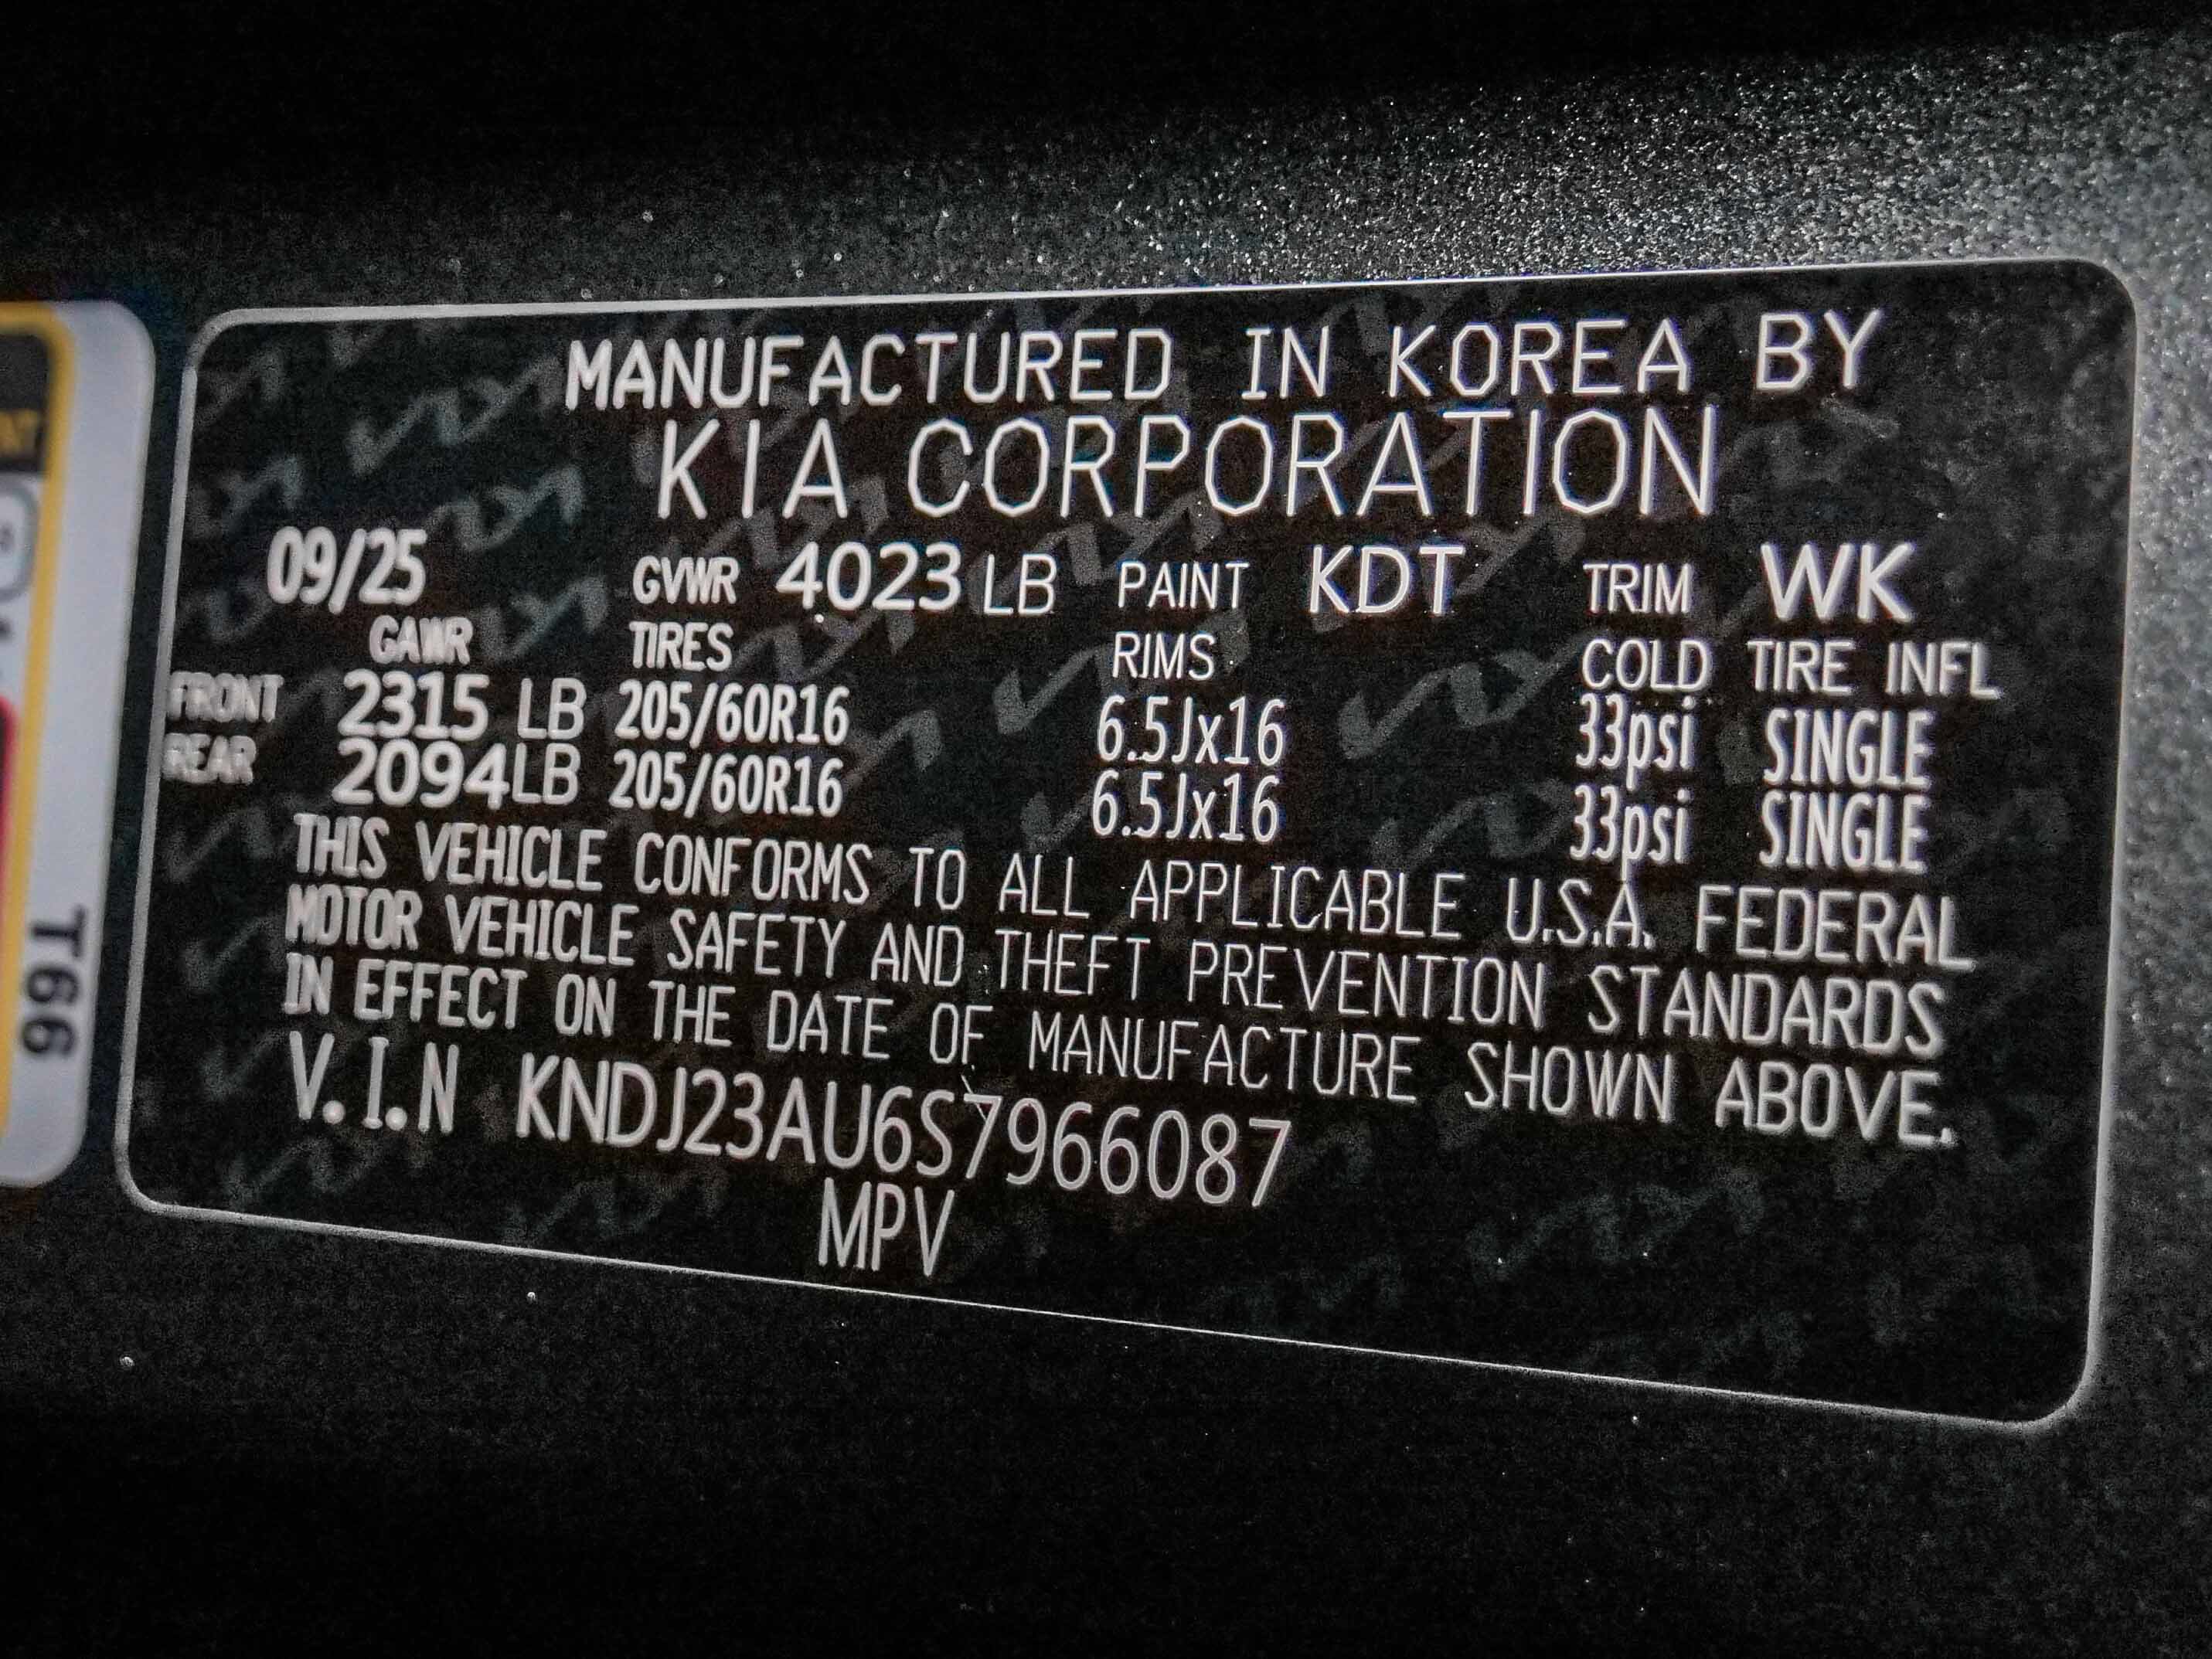 MANUFACTURED IN KOREA BY
KIA CORPORATION
09/25 GVWR 4023 LB PAINT KDT TRIM WK
GAWR TIRES RIMS COLD TIRE INFL
FRONT 2315 LB 205/60R16 6.5Jx16 33psi SINGLE
REAR 2094LB 205/60R16 6.5Jx16 33psi SINGLE
THIS VEHICLE CONFORMS TO ALL APPLICABLE U.S.A. FEDERAL
MOTOR VEHICLE SAFETY AND THEFT PREVENTION STANDARDS
IN EFFECT ON THE DATE OF MANUFACTURE SHOWN ABOVE.
V.I.N KNDJ23AU6S7966087
MPV
T66